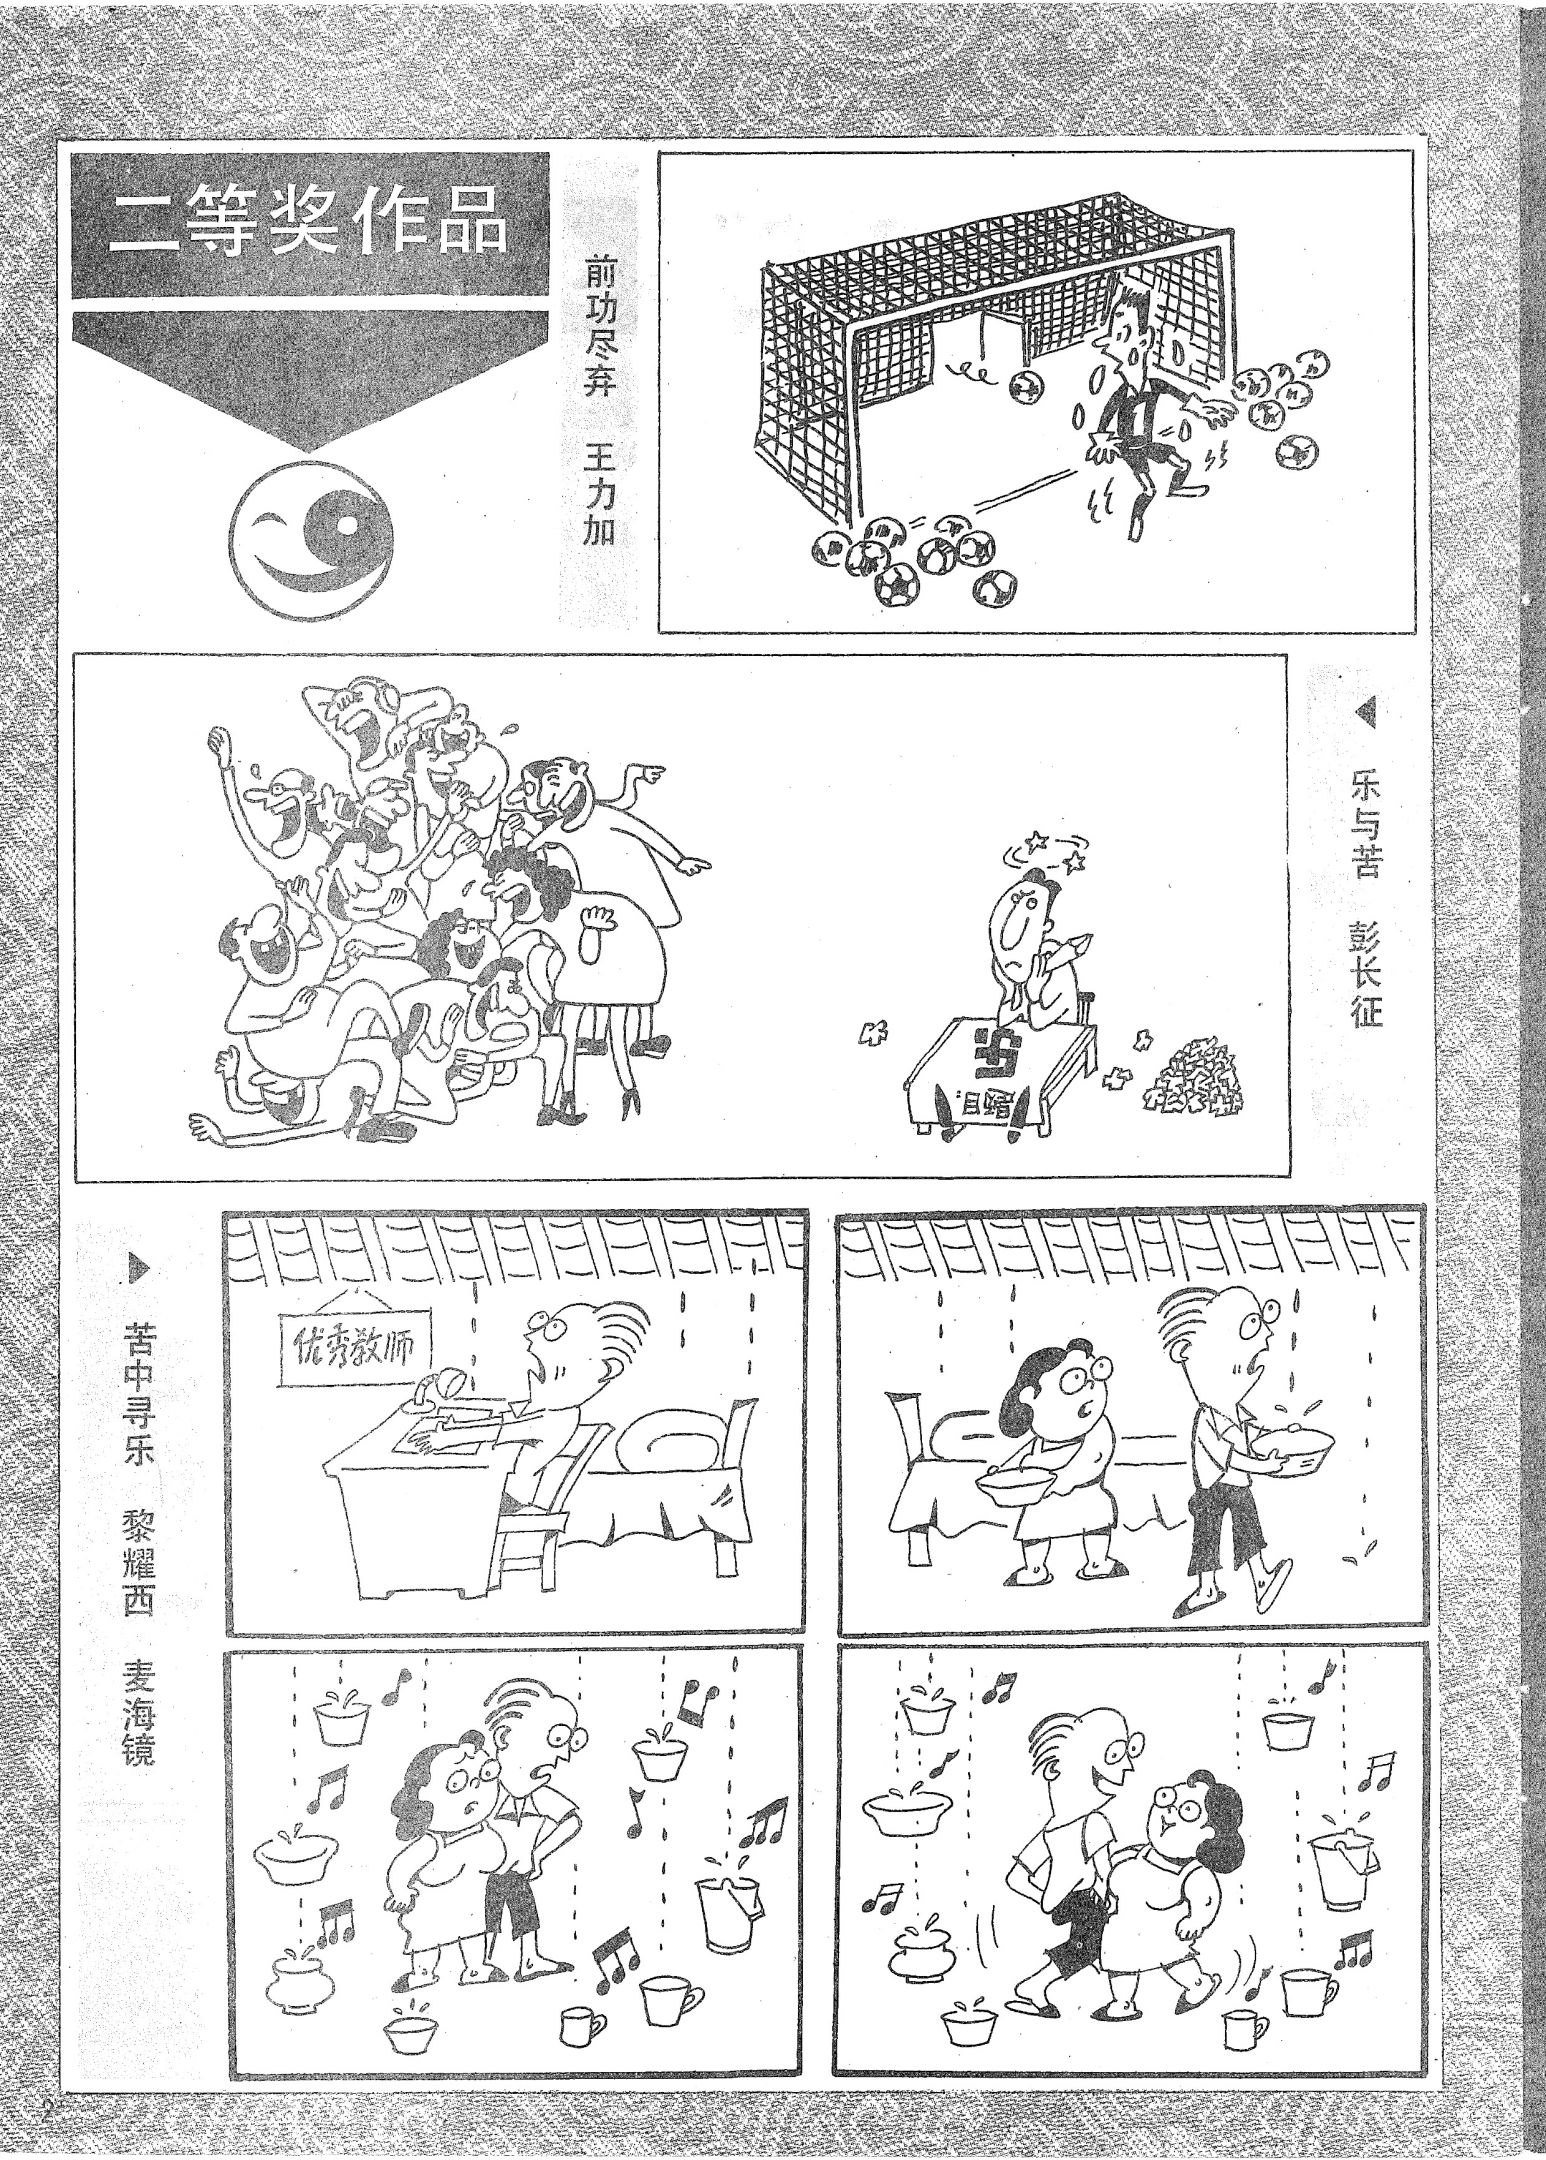 二等奖作品
前功尽弃 王力加
1
乐与苦 彭长征
苦中寻乐 黎耀西 麦海镜
优秀教师
2